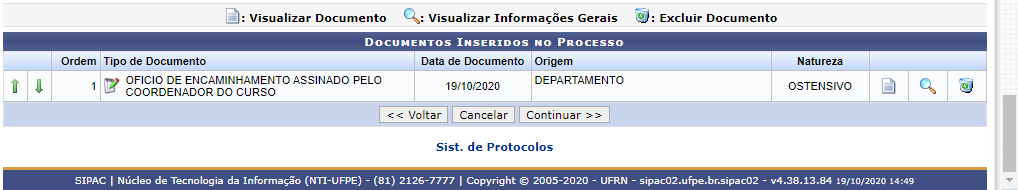 : Visualizar Documento : Visualizar Informações Gerais : Excluir Documento
Documentos Inseridos no Processo
Ordem Tipo de Documento Data de Documento Origem Natureza
1 OFICIO DE ENCAMINHAMENTO ASSINADO PELO COORDENADOR DO CURSO 19/10/2020 DEPARTAMENTO OSTENSIVO
<< Voltar Cancelar Continuar >>
Sist. de Protocolos
SIPAC | Núcleo de Tecnologia da Informação (NTI-UFPE) - (81) 2126-7777 | Copyright © 2005-2020 - UFRN - sipac02.ufpe.br.sipac02 - v4.38.13.84 19/10/2020 14:49